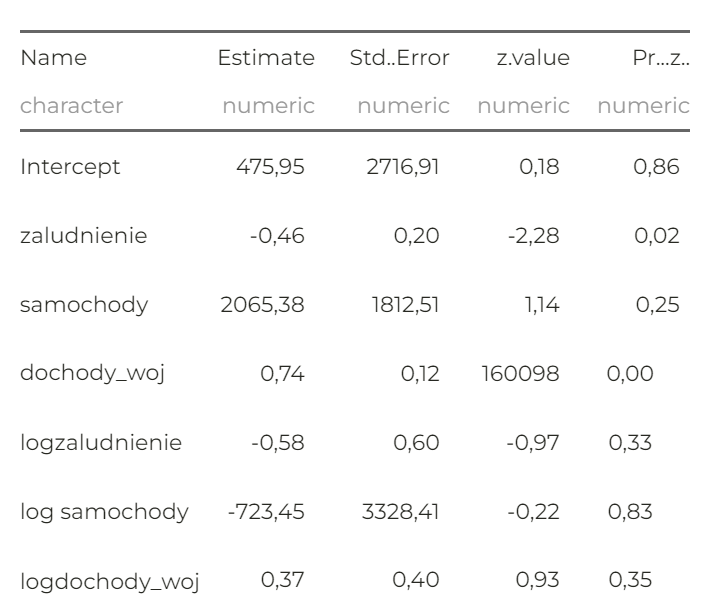 Name Estimate Std..Error z.value Pr...z..
character numeric numeric numeric numeric
Intercept 475,95 2716,91 0,18 0,86
zaludnienie -0,46 0,20 -2,28 0,02
samochody 2065,38 1812,51 1,14 0,25
dochody_woj 0,74 0,12 160098 0,00
logzaludnienie -0,58 0,60 -0,97 0,33
log samochody -723,45 3328,41 -0,22 0,83
logdochody_woj 0,37 0,40 0,93 0,35